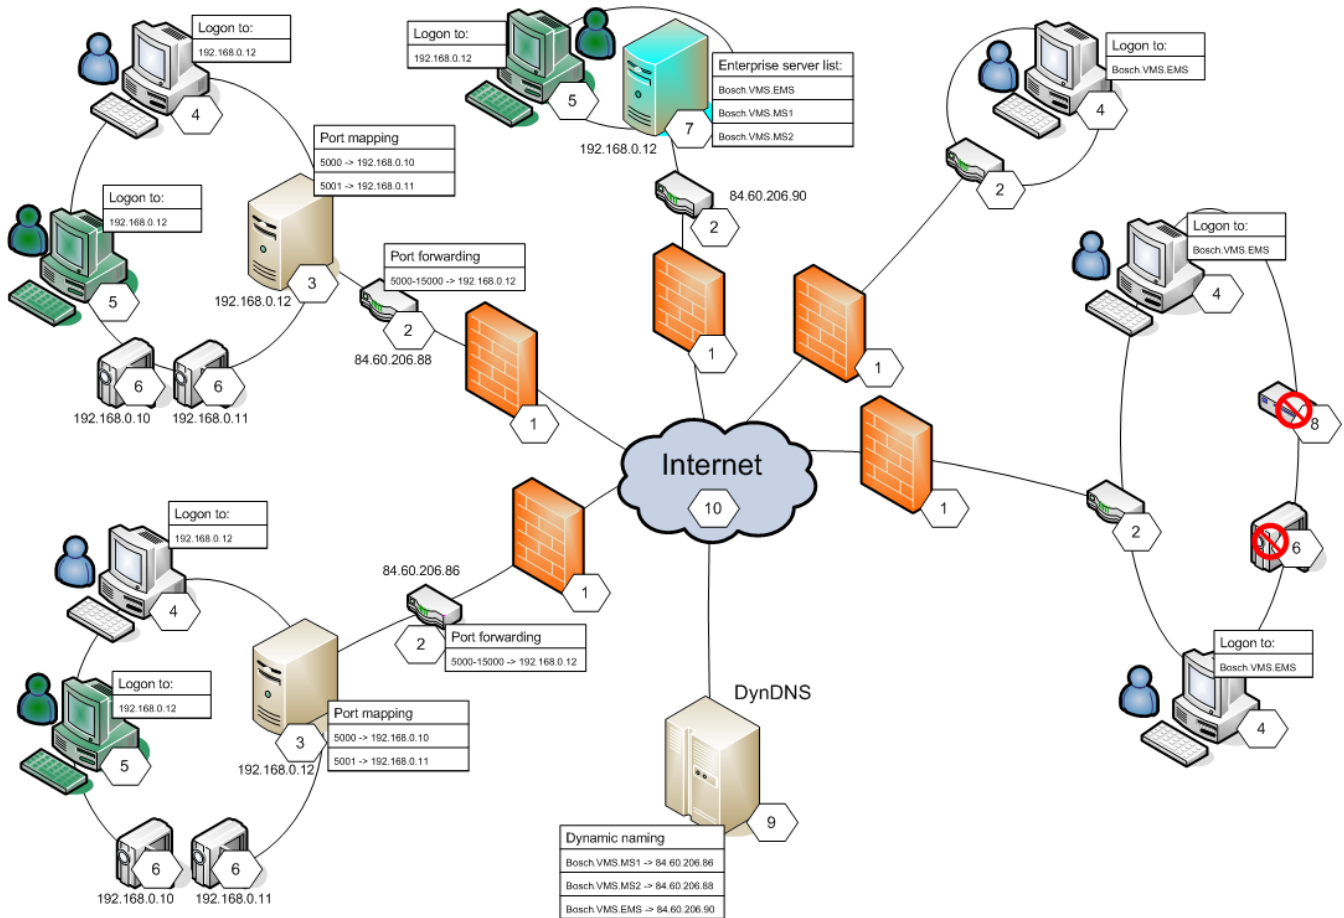 Logon to:
192.168.0.12
4
Port mapping
5000 -> 192.168.0.10
5001 -> 192.168.0.11
Logon to:
192.168.0.12
5
192.168.0.12
3
6
6
192.168.0.10
192.168.0.11
Port forwarding
5000-15000 -> 192.168.0.12
2
84.60.206.88
1
Logon to:
192.168.0.12
5
192.168.0.12
7
Enterprise server list:
Bosch.VMS.EMS
Bosch.VMS.MS1
Bosch.VMS.MS2
84.60.206.90
2
1
Logon to:
Bosch.VMS.EMS
4
2
1
Logon to:
Bosch.VMS.EMS
4
8
6
2
1
Logon to:
Bosch.VMS.EMS
4
Internet
10
Logon to:
192.168.0.12
4
84.60.206.86
2
Port forwarding
5000-15000 -> 192.168.0.12
1
Logon to:
192.168.0.12
5
3
192.168.0.12
Port mapping
5000 -> 192.168.0.10
5001 -> 192.168.0.11
6
6
192.168.0.10
192.168.0.11
DynDNS
9
Dynamic naming
Bosch.VMS.MS1 -> 84.60.206.86
Bosch.VMS.MS2 -> 84.60.206.88
Bosch.VMS.EMS -> 84.60.206.90